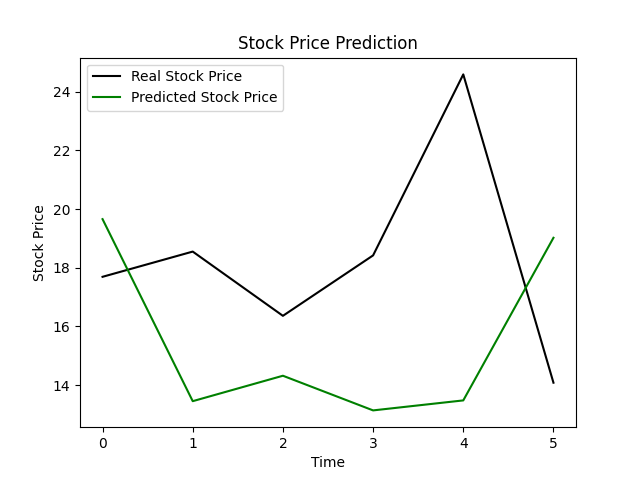 Stock Price Prediction
Real Stock Price
Predicted Stock Price
Stock Price
24
22
20
18
16
14
0 1 2 3 4 5
Time